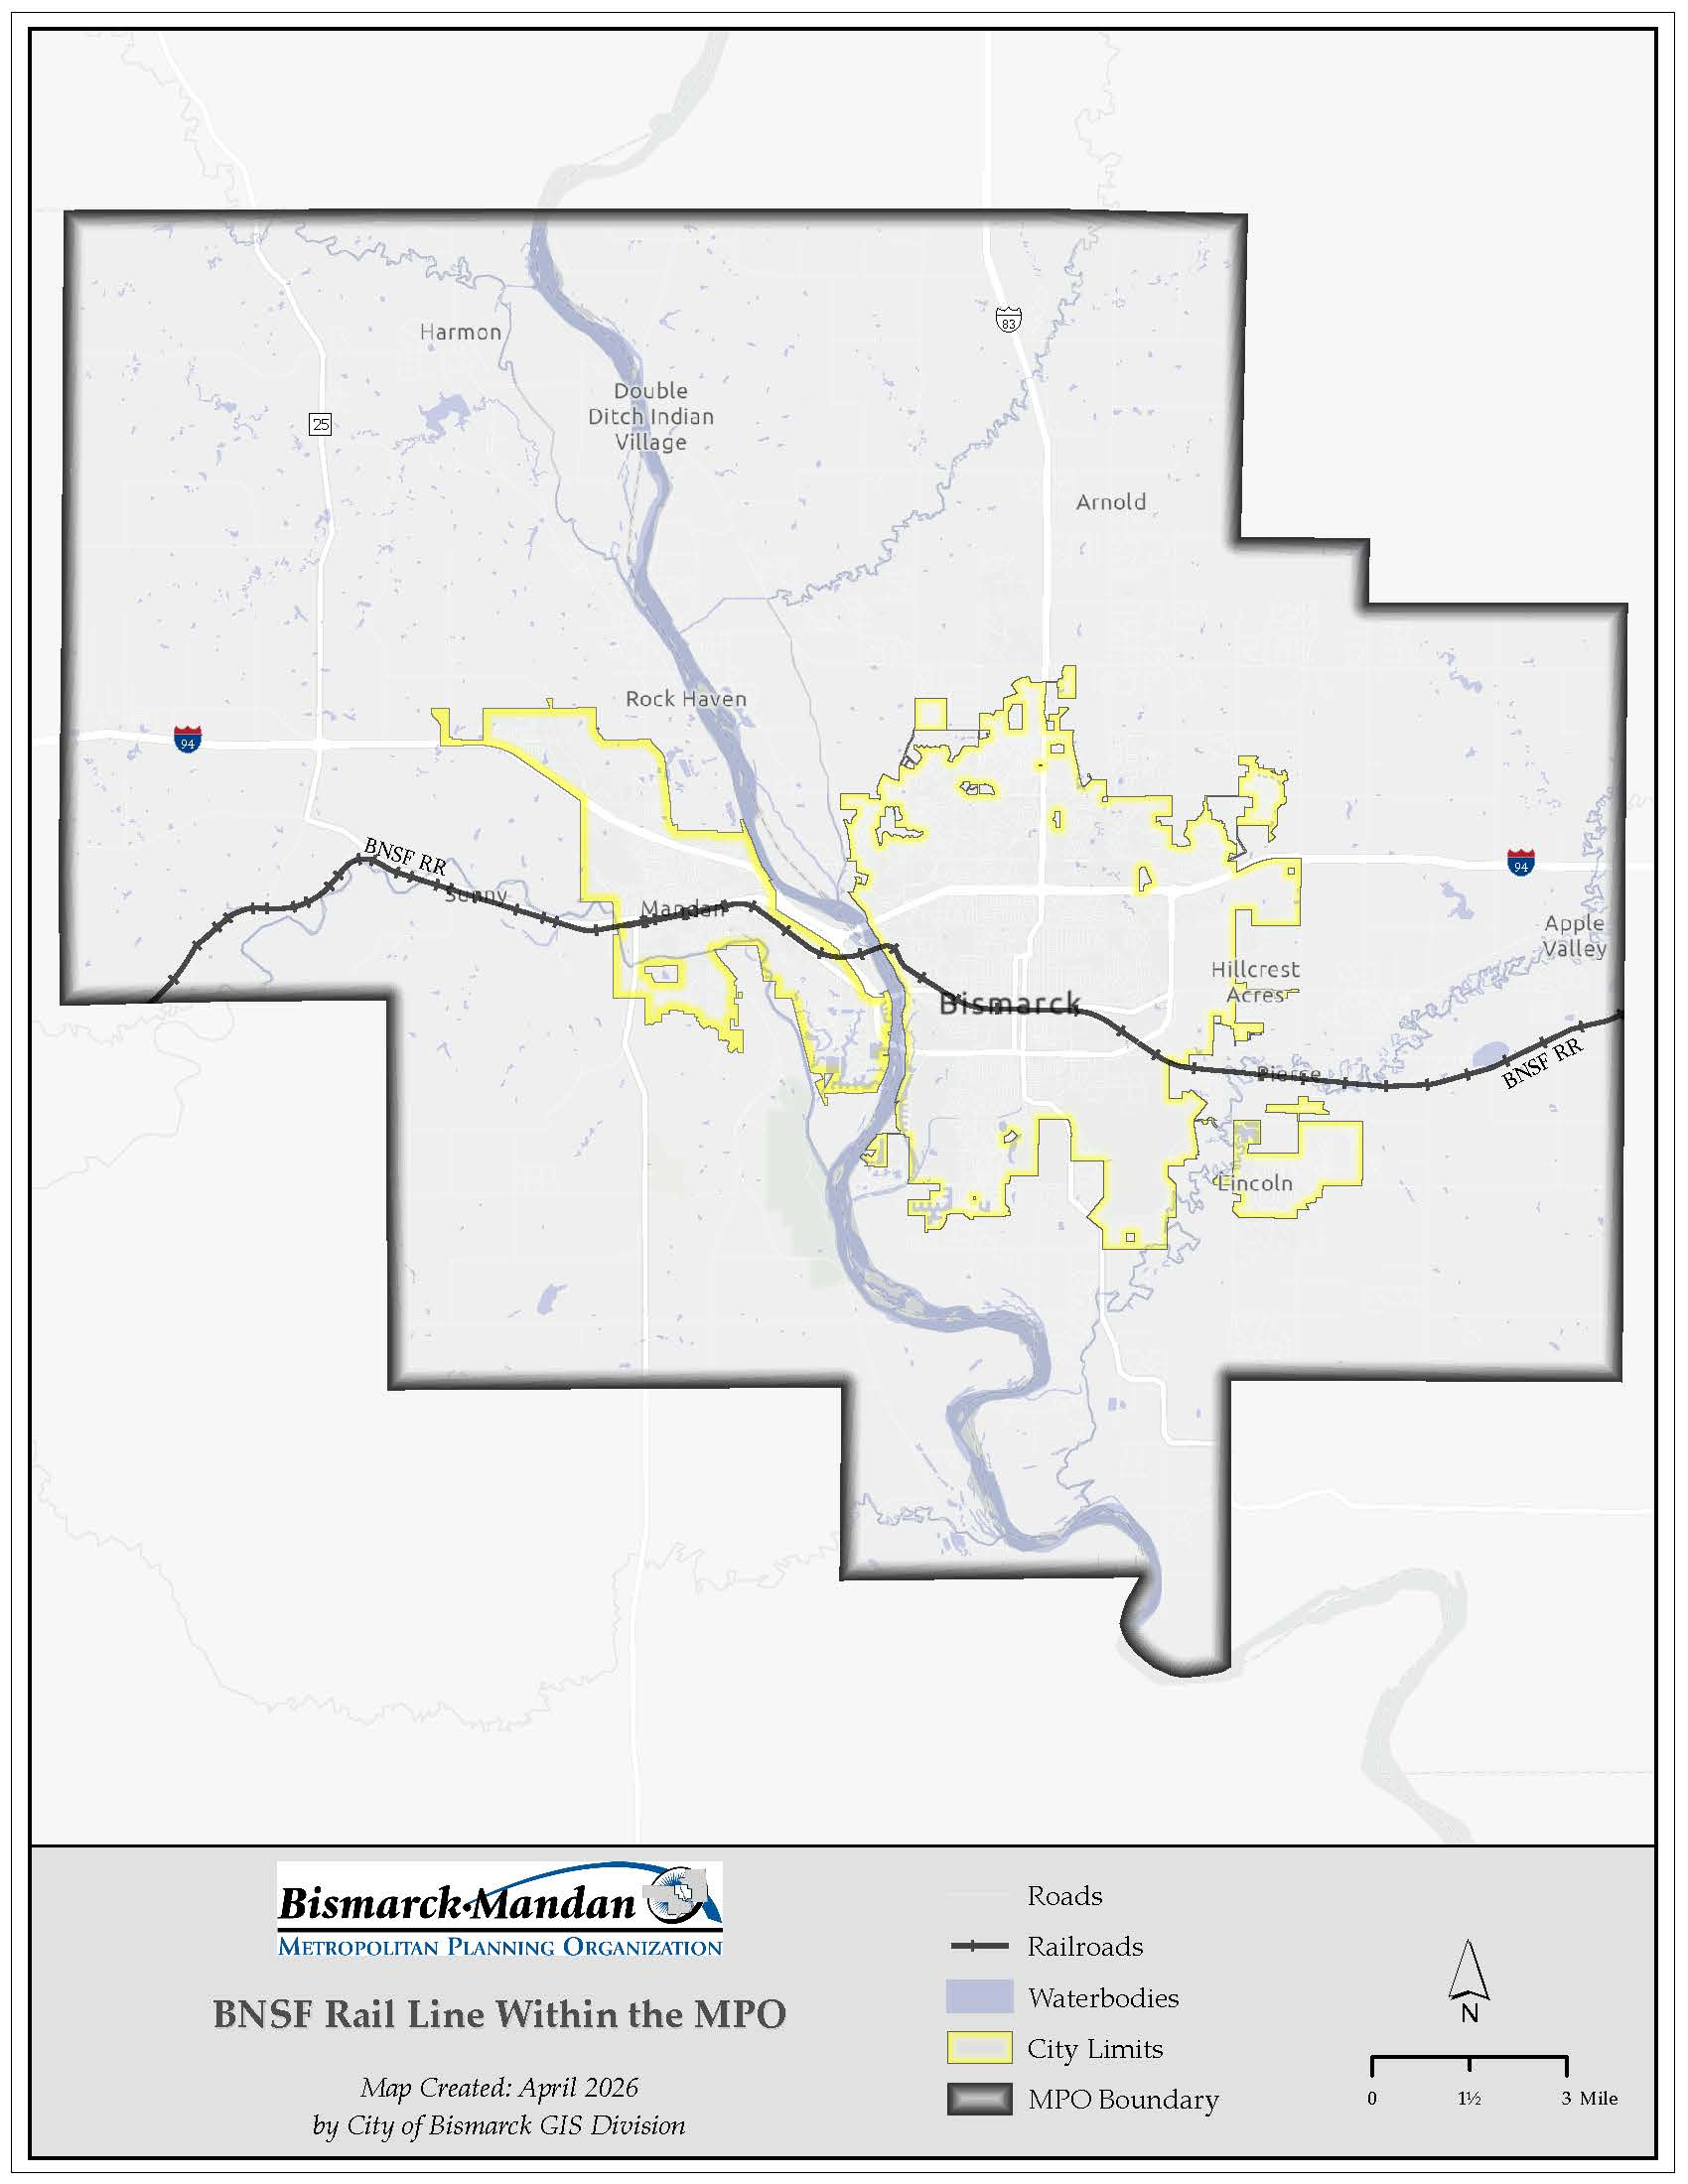 Harmon
83
Double
Ditch Indian
Village
25
Arnold
Rock Haven
94
BNSF RR
Sunny
Mandan
94
Apple
Valley
Hillcrest
Acres
Bismarck
Pierce
BNSF RR
Lincoln
Bismarck-Mandan
METROPOLITAN PLANNING ORGANIZATION
BNSF Rail Line Within the MPO
Map Created: April 2026
by City of Bismarck GIS Division
Roads
Railroads
Waterbodies
City Limits
MPO Boundary
N
0 1½ 3 Mile